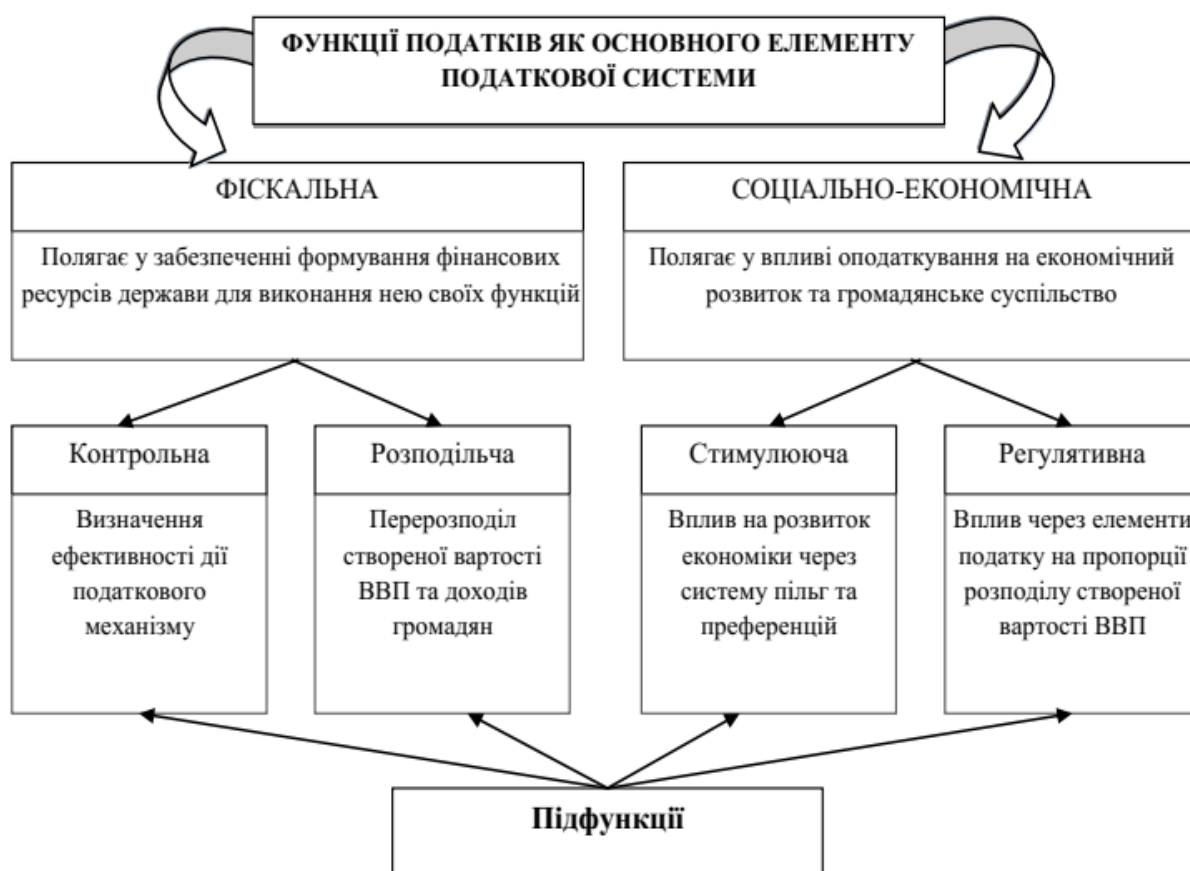 ФУНКЦІЇ ПОДАТКІВ ЯК ОСНОВНОГО ЕЛЕМЕНТУ
ПОДАТКОВОЇ СИСТЕМИ
ФІСКАЛЬНА
Полягає у забезпеченні формування фінансових
ресурсів держави для виконання нею своїх функцій
СОЦІАЛЬНО-ЕКОНОМІЧНА
Полягає у впливі оподаткування на економічний
розвиток та громадянське суспільство
Контрольна
Визначення
ефективності дії
податкового
механізму
Розподільча
Перерозподіл
створеної вартості
ВВП та доходів
громадян
Стимулююча
Вплив на розвиток
економіки через
систему пільг та
преференцій
Регулятивна
Вплив через елементи
податку на пропорції
розподілу створеної
вартості ВВП
Підфункції